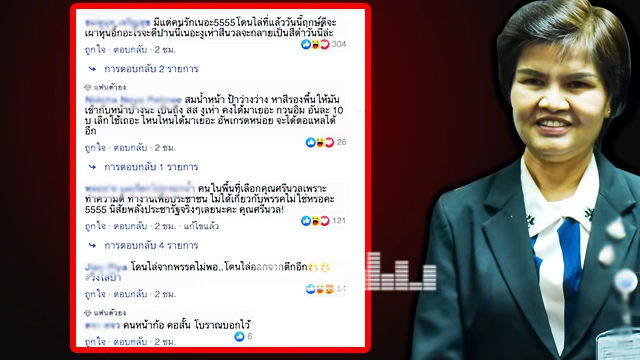 มีแต่คนรักเนอะ5555โดนไล่ที่แล้ววันนี้ฤกษ์ดีจะ
เผาหุ่นอีกอะไรจะดีปานนี้เนอะงูเห่าสีนวลจะกลายเป็นสีดำวันนี้ล่ะ
ถูกใจ · ตอบกลับ · 2 ชม.
304
การตอบกลับ 2 รายการ
แฟนตัวยง
สมน้ำหน้า ป้าว่างว่าง หาสีรองพื้นให้มัน
เข้ากับหน้าบ้างนะ เป็นถึง สส งูเห่า คงได้มาเยอะ กวนอิม อันละ 10
บ เลิกใช้เถอะ ไหนไหนได้มาเยอะ อัพเกรดหน่อย จะได้ตอแหลได้
อีก
ถูกใจ · ตอบกลับ · 2 ชม.
26
การตอบกลับ 1 รายการ
คนในพื้นที่เลือกคุณศรีนวลเพราะ
ทำความดี ทำงานเพื่อประชาชน ไม่ได้เกี่ยวกับพรรคไม่ใช่หรอคะ
5555 นิสัยพลังประชารัฐจริงๆเลยนะคะ คุณศรีนวล!
ถูกใจ · ตอบกลับ · 2 ชม. · แก้ไขแล้ว
121
การตอบกลับ 4 รายการ
โดนไล่จากพรรคไม่พอ..โดนไล่ออกจากตึกอีก
#วิ่งไล่ป้า
ถูกใจ · ตอบกลับ · 2 ชม.
54
แฟนตัวยง
คนหน้าก้อ คอสั้น โบราณบอกไว้
6
ถูกใจ · ตอบกลับ · 2 ชม.